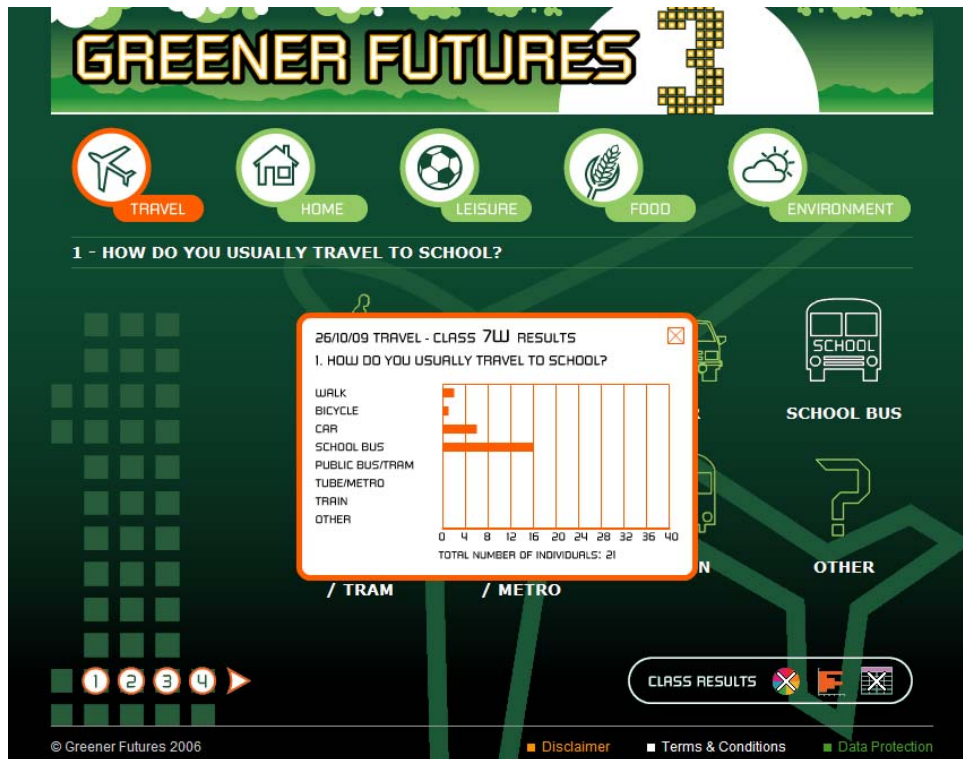 GREENER FUTURES 3
TRAVEL
HOME
LEISURE
FOOD
ENVIRONMENT
1 - HOW DO YOU USUALLY TRAVEL TO SCHOOL?
26/10/09 TRAVEL - CLASS 7W RESULTS
1. HOW DO YOU USUALLY TRAVEL TO SCHOOL?
WALK
BICYCLE
CAR
SCHOOL BUS
PUBLIC BUS/TRAM
TUBE/METRO
TRAIN
OTHER
0 4 8 12 16 20 24 28 32 36 40
TOTAL NUMBER OF INDIVIDUALS: 21
SCHOOL
SCHOOL BUS
OTHER
/ TRAM
/ METRO
1 2 3 4
CLASS RESULTS
© Greener Futures 2006
Disclaimer
Terms & Conditions
Data Protection